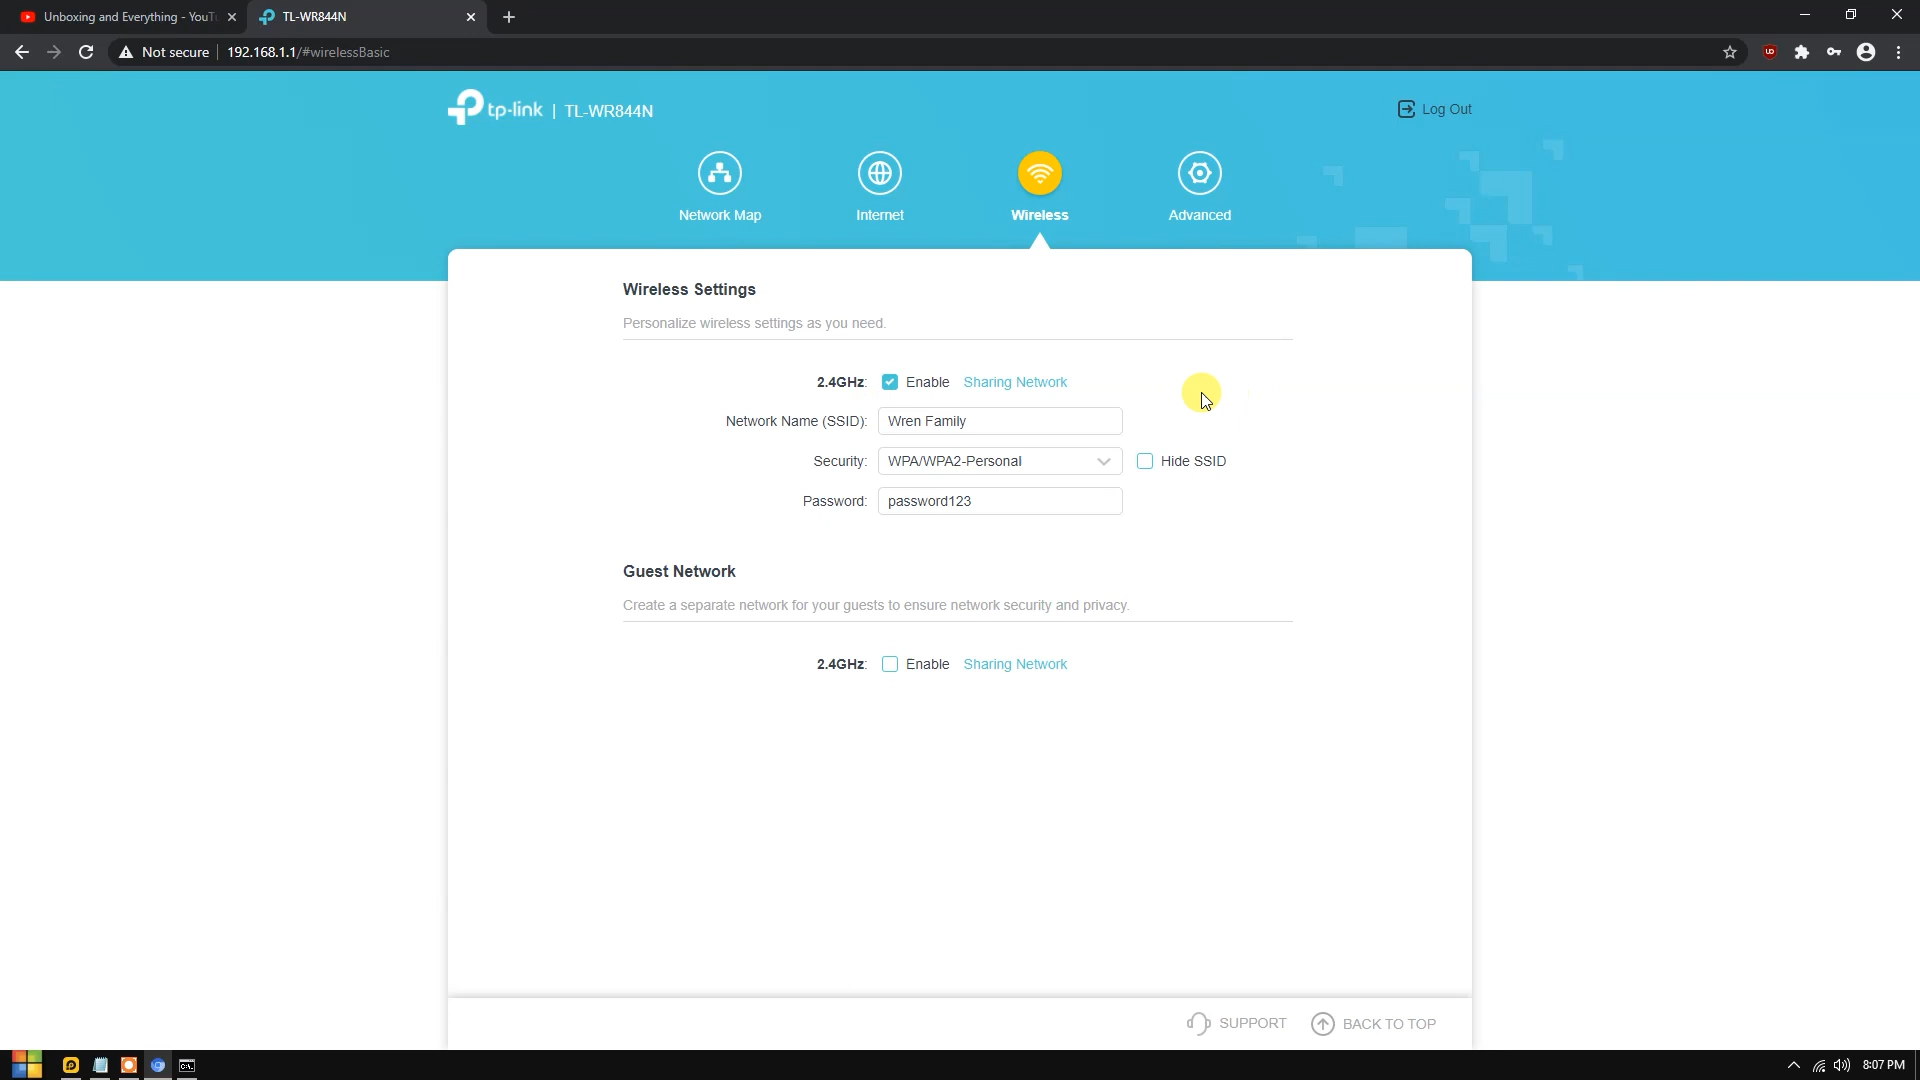 Unboxing and Everything - YouT
TL-WR844N
Not secure
192.168.1.1/#wirelessBasic
tp-link | TL-WR844N
Log Out
Network Map
Internet
Wireless
Advanced
Wireless Settings
Personalize wireless settings as you need.
2.4GHz: Enable Sharing Network
Network Name (SSID): Wren Family
Security: WPA/WPA2-Personal Hide SSID
Password: password123
Guest Network
Create a separate network for your guests to ensure network security and privacy.
2.4GHz: Enable Sharing Network
SUPPORT
BACK TO TOP
8:07 PM